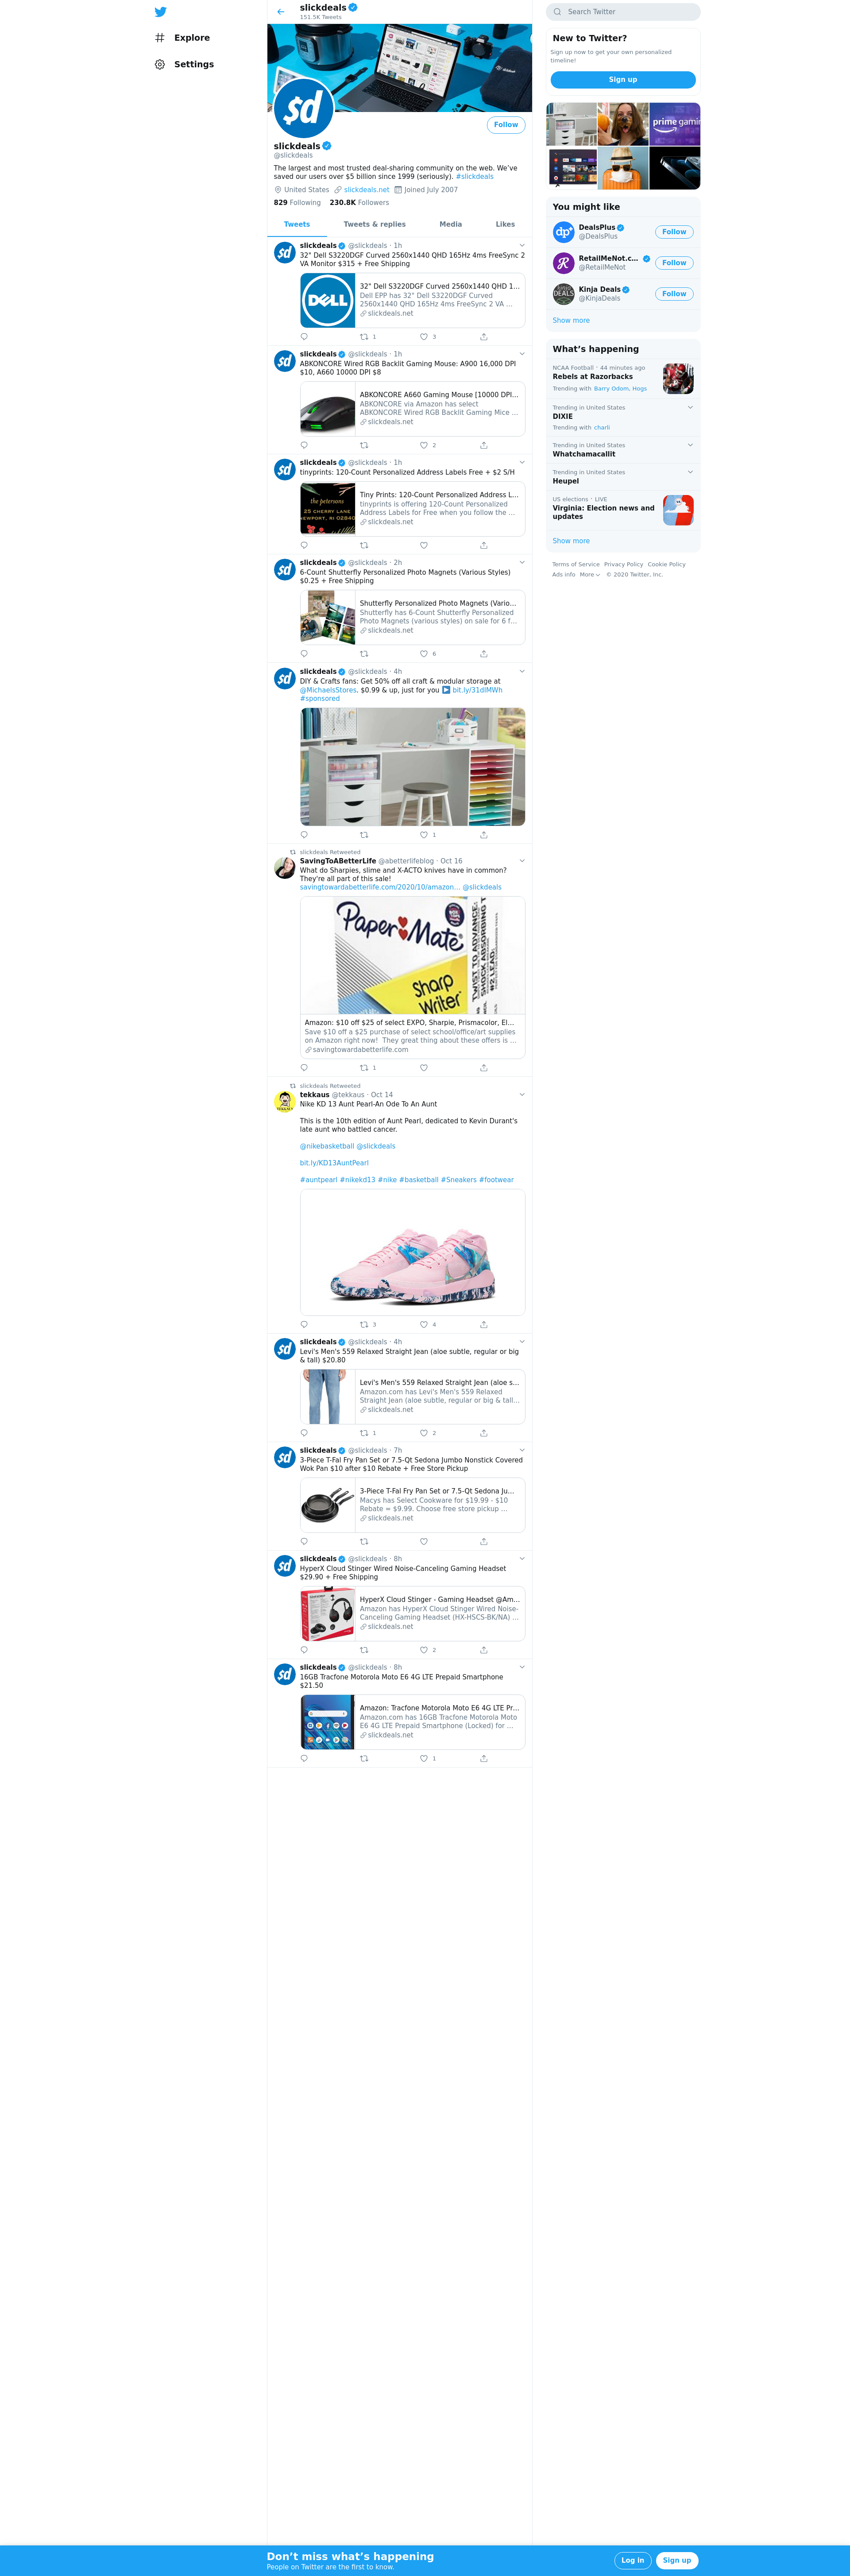 Explore
Settings
slickdeals
151.5K Tweets
$d
Follow
slickdeals
@slickdeals
The largest and most trusted deal-sharing community on the web. We've
saved our users over $5 billion since 1999 (seriously). #slickdeals
United States slickdeals.net Joined July 2007
829 Following 230.8K Followers
Tweets Tweets & replies Media Likes
slickdeals @slickdeals · 1h
32" Dell S3220DGF Curved 2560x1440 QHD 165Hz 4ms FreeSync 2
VA Monitor $315 + Free Shipping
DELL
32" Dell S3220DGF Curved 2560x1440 QHD 1...
Dell EPP has 32" Dell S3220DGF Curved
2560x1440 QHD 165Hz 4ms FreeSync 2 VA ...
slickdeals.net
1 3
slickdeals @slickdeals · 1h
ABKONCORE Wired RGB Backlit Gaming Mouse: A900 16,000 DPI
$10, A660 10000 DPI $8
ABKONCORE A660 Gaming Mouse [10000 DPI...
ABKONCORE via Amazon has select
ABKONCORE Wired RGB Backlit Gaming Mice ...
slickdeals.net
2
slickdeals @slickdeals · 1h
tinyprints: 120-Count Personalized Address Labels Free + $2 S/H
the petersons
25 CHERRY LANE
NEWPORT, RI 02840
Tiny Prints: 120-Count Personalized Address L...
tinyprints is offering 120-Count Personalized
Address Labels for Free when you follow the ...
slickdeals.net
slickdeals @slickdeals · 2h
6-Count Shutterfly Personalized Photo Magnets (Various Styles)
$0.25 + Free Shipping
Shutterfly Personalized Photo Magnets (Vario...
Shutterfly has 6-Count Shutterfly Personalized
Photo Magnets (various styles) on sale for 6 f...
slickdeals.net
6
slickdeals @slickdeals · 4h
DIY & Crafts fans: Get 50% off all craft & modular storage at
@MichaelsStores. $0.99 & up, just for you bit.ly/31dIMWh
#sponsored
1
slickdeals Retweeted
SavingToABetterLife @abetterlifeblog · Oct 16
What do Sharpies, slime and X-ACTO knives have in common?
They're all part of this sale!
savingtowardabetterlife.com/2020/10/amazon... @slickdeals
Paper Mate
Sharp
Writer
TWIST TO ADVANCE
SHOCK ABSORBING
#2 LEAD
Amazon: $10 off $25 of select EXPO, Sharpie, Prismacolor, El...
Save $10 off a $25 purchase of select school/office/art supplies
on Amazon right now! They great thing about these offers is ...
savingtowardabetterlife.com
1
slickdeals Retweeted
tekkaus @tekkaus · Oct 14
Nike KD 13 Aunt Pearl-An Ode To An Aunt
This is the 10th edition of Aunt Pearl, dedicated to Kevin Durant's
late aunt who battled cancer.
@nikebasketball @slickdeals
bit.ly/KD13AuntPearl
#auntpearl #nikekd13 #nike #basketball #Sneakers #footwear
3 4
slickdeals @slickdeals · 4h
Levi's Men's 559 Relaxed Straight Jean (aloe subtle, regular or big
& tall) $20.80
Levi's Men's 559 Relaxed Straight Jean (aloe s...
Amazon.com has Levi's Men's 559 Relaxed
Straight Jean (aloe subtle, regular or big & tall...
slickdeals.net
1 2
slickdeals @slickdeals · 7h
3-Piece T-Fal Fry Pan Set or 7.5-Qt Sedona Jumbo Nonstick Covered
Wok Pan $10 after $10 Rebate + Free Store Pickup
3-Piece T-Fal Fry Pan Set or 7.5-Qt Sedona Ju...
Macys has Select Cookware for $19.99 - $10
Rebate = $9.99. Choose free store pickup ...
slickdeals.net
slickdeals @slickdeals · 8h
HyperX Cloud Stinger Wired Noise-Canceling Gaming Headset
$29.90 + Free Shipping
HyperX Cloud Stinger - Gaming Headset @Am...
Amazon has HyperX Cloud Stinger Wired Noise-
Canceling Gaming Headset (HX-HSCS-BK/NA) ...
slickdeals.net
2
slickdeals @slickdeals · 8h
16GB Tracfone Motorola Moto E6 4G LTE Prepaid Smartphone
$21.50
Amazon: Tracfone Motorola Moto E6 4G LTE Pr...
Amazon.com has 16GB Tracfone Motorola Moto
E6 4G LTE Prepaid Smartphone (Locked) for ...
slickdeals.net
1
Search Twitter
New to Twitter?
Sign up now to get your own personalized
timeline!
Sign up
prime gamin
You might like
dp
DealsPlus
@DealsPlus
Follow
RetailMeNot.c...
@RetailMeNot
Follow
DEALS
Kinja Deals
@KinjaDeals
Follow
Show more
What's happening
NCAA Football · 44 minutes ago
Rebels at Razorbacks
Trending with Barry Odom, Hogs
Trending in United States
DIXIE
Trending with charli
Trending in United States
Whatchamacallit
Trending in United States
Heupel
US elections · LIVE
Virginia: Election news and
updates
Show more
Terms of Service Privacy Policy Cookie Policy
Ads info More © 2020 Twitter, Inc.
Don't miss what's happening
People on Twitter are the first to know.
Log in
Sign up